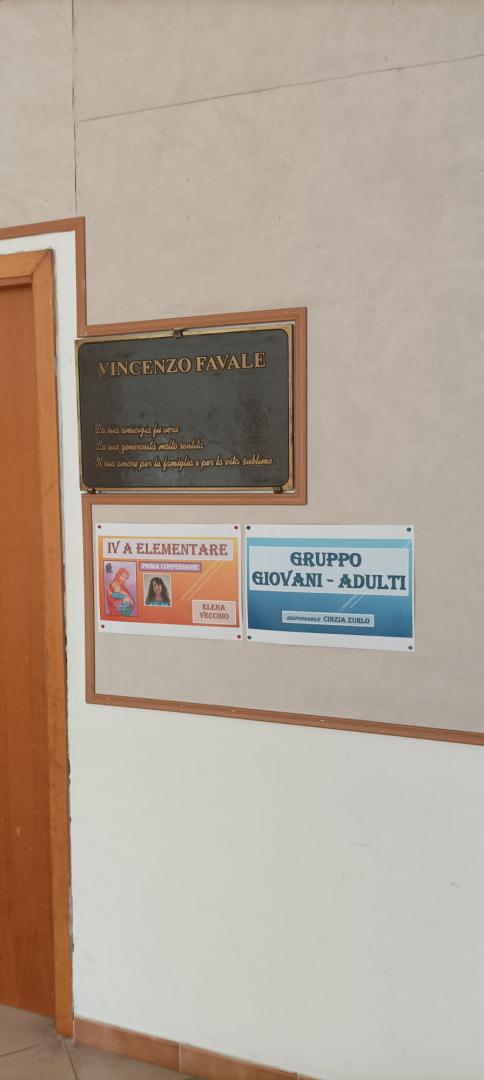 VINCENZO FAVALE
La sua amicizia fu vera
La sua generosità molto sentita
Il suo amore per la famiglia e per la vita sublime.
IV A ELEMENTARE
PRIMA CONFESSIONE
ELENA
VECCHIO
GRUPPO
GIOVANI - ADULTI
RESPONSABILE CINZIA ZURLO